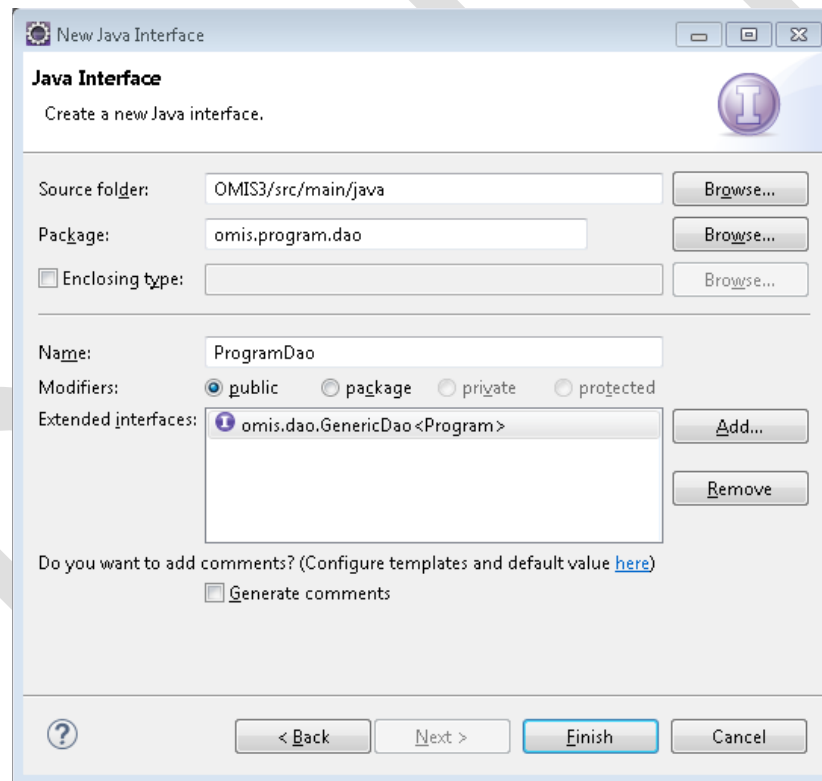 New Java Interface
Java Interface
Create a new Java interface.
Source folder: OMIS3/src/main/java Browse...
Package: omis.program.dao Browse...
Enclosing type: Browse...
Name: ProgramDao
Modifiers: public package private protected
Extended interfaces: I omis.dao.GenericDao<Program> Add...
Remove
Do you want to add comments? (Configure templates and default value here)
Generate comments
? < Back Next > Finish Cancel